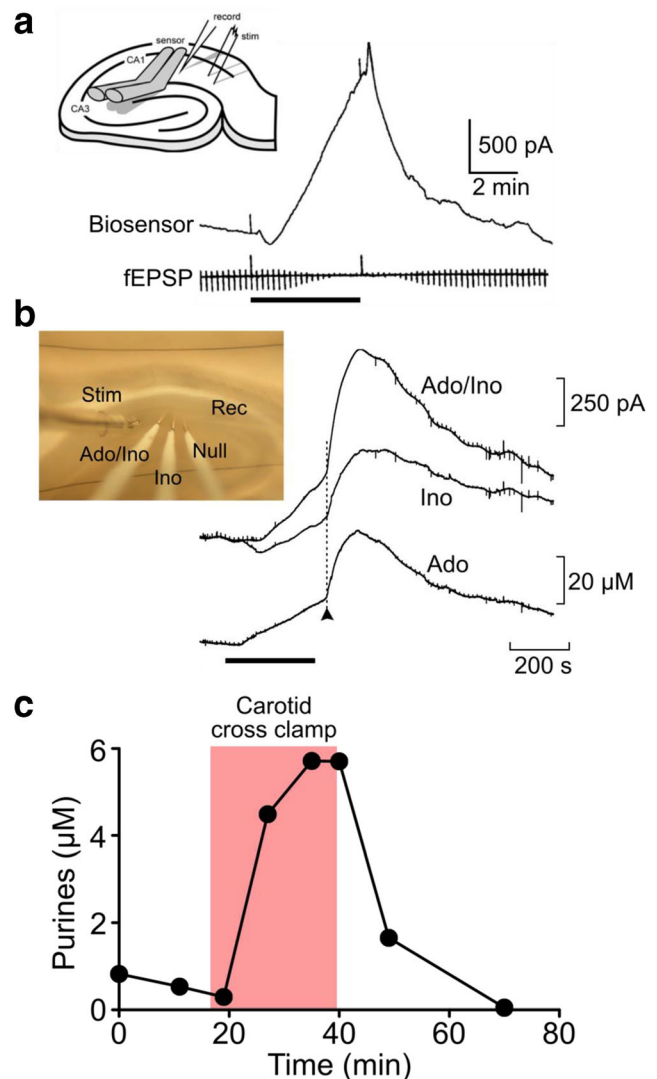 a
record
sensor
stim
CA1
CA3
500 pA
2 min
Biosensor
fEPSP
b
Stim
Rec
Ado/Ino
Null
Ino
Ado/Ino
250 pA
Ino
Ado
20 µM
200 s
c
Carotid
cross clamp
6
4
2
0
Purines (µM)
0
20
40
60
80
Time (min)